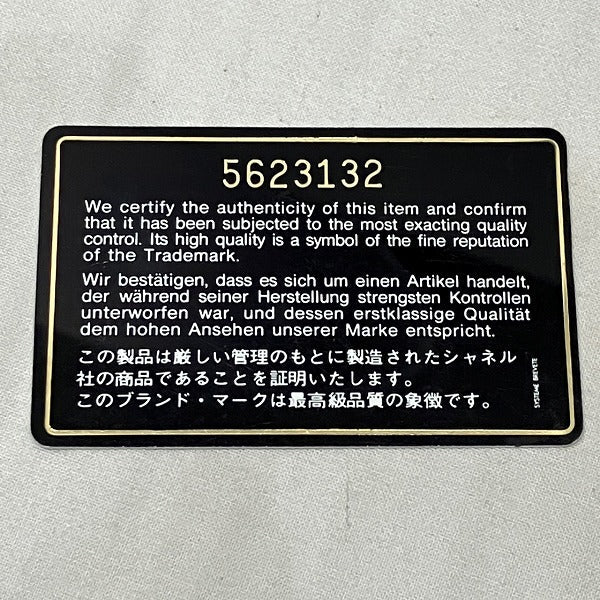 5623132
We certify the authenticity of this item and confirm
that it has been subjected to the most exacting quality
control. Its high quality is a symbol of the fine reputation
of the Trademark.
Wir bestätigen, dass es sich um einen Artikel handelt,
der während seiner Herstellung strengsten Kontrollen
unterworfen war, und dessen erstklassige Qualität
dem hohen Ansehen unserer Marke entspricht.
この製品は厳しい管理のもとに製造されたシャネル
社の商品であることを証明いたします。
このブランド・マークは最高級品質の象徴です。
SYSTEME BREVETE